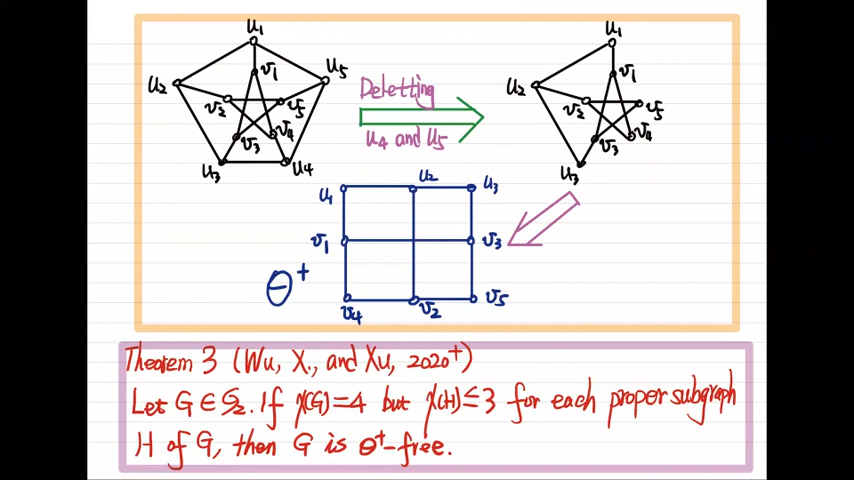 u₁
u₁
v₁
u₅
v₁
u₂
u₂
Deletting
v₂
v₅
v₂
v₅
v₄
v₄
u₄ and u₅
v₃
v₃
u₃
u₄
u₃
u₁
u₂
u₃
v₁
v₃
θ⁺
v₄
v₂
v₅
Theorem 3 (Wu, X., and Xu, 2020⁺)
Let G ∈ 𝒢₂. If χ(G)=4 but χ(H)≤3 for each proper subgraph
H of G, then G is θ⁺-free.